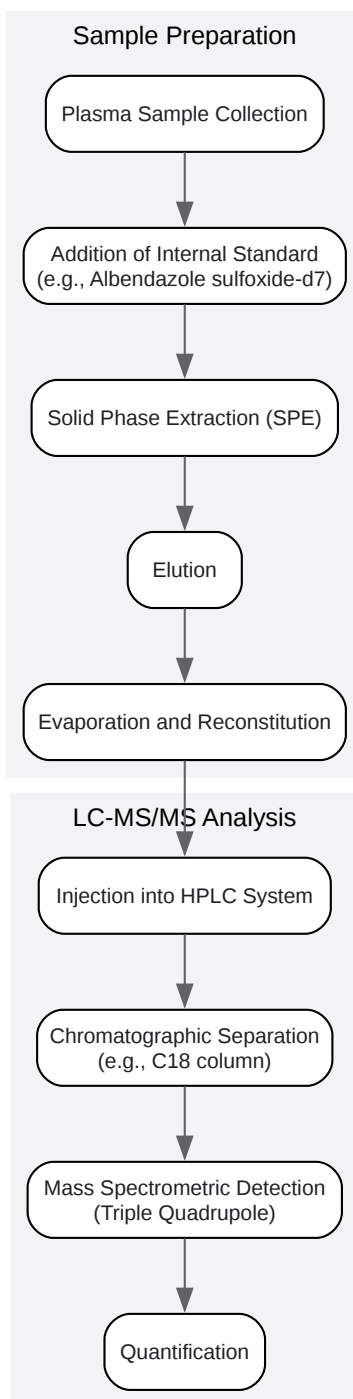 Sample Preparation
Plasma Sample Collection
Addition of Internal Standard
(e.g., Albendazole sulfoxide-d7)
Solid Phase Extraction (SPE)
Elution
Evaporation and Reconstitution
LC-MS/MS Analysis
Injection into HPLC System
Chromatographic Separation
(e.g., C18 column)
Mass Spectrometric Detection
(Triple Quadrupole)
Quantification